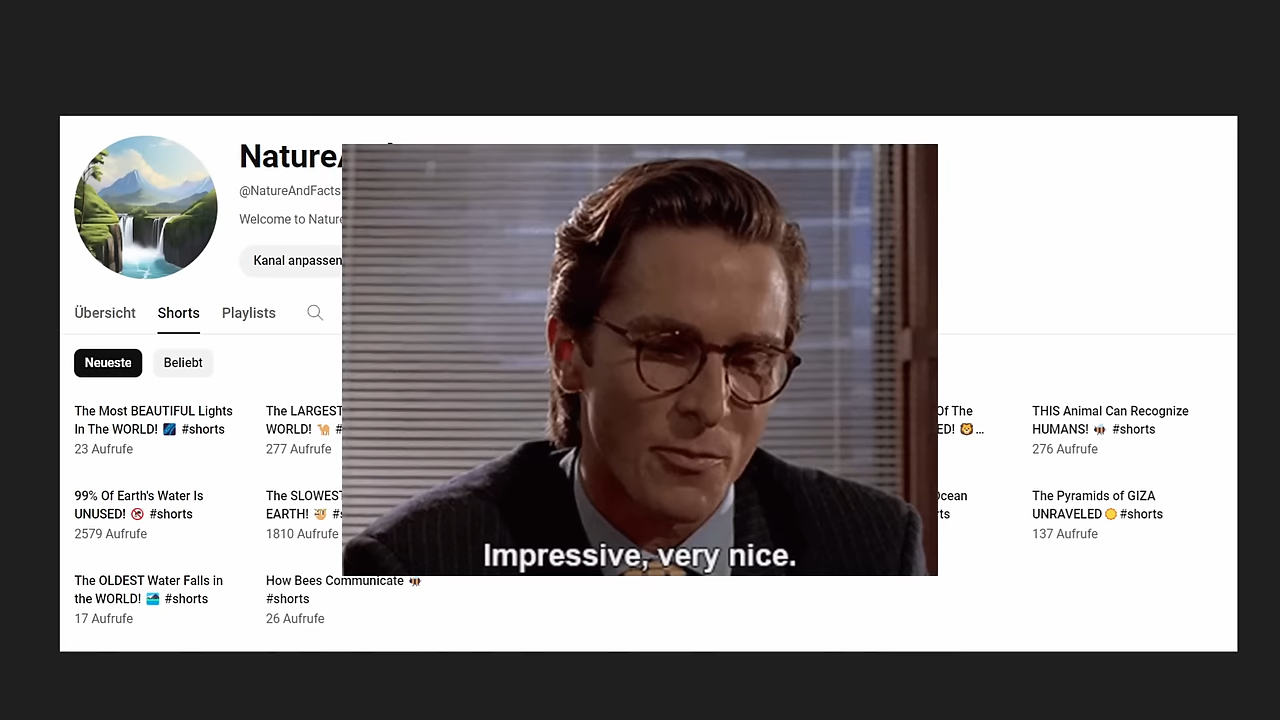 Nature
@NatureAndFacts
Welcome to Nature
Kanal anpassen
Übersicht Shorts Playlists
Neueste Beliebt
The Most BEAUTIFUL Lights
In The WORLD! 🌌 #shorts
23 Aufrufe
The LARGEST
WORLD! 🐪 #
277 Aufrufe
Of The
ED! 🦁...
THIS Animal Can Recognize
HUMANS! 🐝 #shorts
276 Aufrufe
99% Of Earth's Water Is
UNUSED! 🚱 #shorts
2579 Aufrufe
The SLOWEST
EARTH! 🦥 #s
1810 Aufrufe
Ocean
rts
The Pyramids of GIZA
UNRAVELED🌞#shorts
137 Aufrufe
The OLDEST Water Falls in
the WORLD! 🏞️ #shorts
17 Aufrufe
How Bees Communicate 🐝
#shorts
26 Aufrufe
Impressive, very nice.